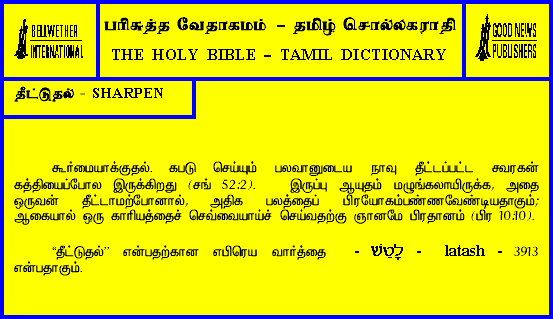 BELLWETHER
INTERNATIONAL
பரிசுத்த வேதாகமம் – தமிழ் சொல்லகராதி
THE HOLY BIBLE – TAMIL DICTIONARY
GOOD NEWS
PUBLISHERS
தீட்டுதல் - SHARPEN
கூர்மையாக்குதல். கபடு செய்யும் பலவானுடைய நாவு தீட்டப்பட்ட சவரகன்
கத்தியைப்போல இருக்கிறது (சங் 52:2). இருப்பு ஆயுதம் மழுங்கலாயிருக்க, அதை
ஒருவன் தீட்டாமற்போனால், அதிக பலத்தைப் பிரயோகம்பண்ணவேண்டியதாகும்;
ஆகையால் ஒரு காரியத்தைச் செவ்வையாய்ச் செய்வதற்கு ஞானமே பிரதானம் (பிர 10:10).
“தீட்டுதல்” என்பதற்கான எபிரெய வார்த்தை - לָטַשׁ - latash - 3913
என்பதாகும்.